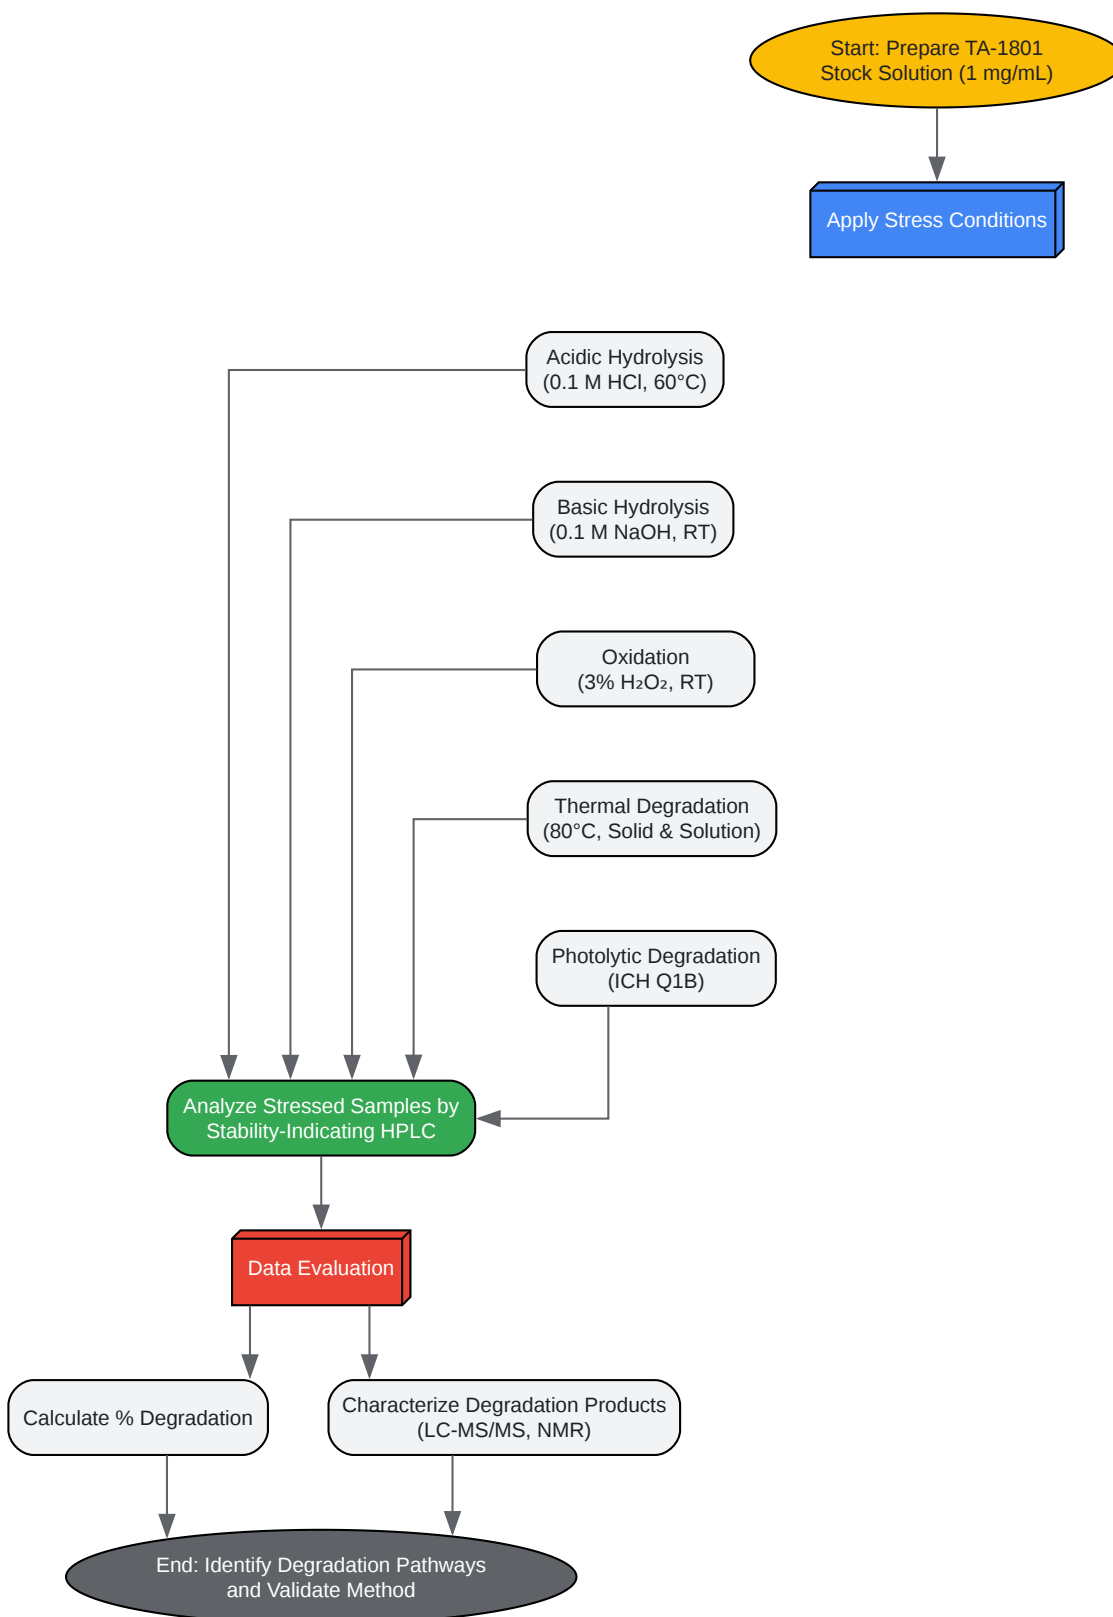 Start: Prepare TA-1801
Stock Solution (1 mg/mL)
Apply Stress Conditions
Acidic Hydrolysis
(0.1 M HCl, 60°C)
Basic Hydrolysis
(0.1 M NaOH, RT)
Oxidation
(3% H₂O₂, RT)
Thermal Degradation
(80°C, Solid & Solution)
Photolytic Degradation
(ICH Q1B)
Analyze Stressed Samples by
Stability-Indicating HPLC
Data Evaluation
Calculate % Degradation
Characterize Degradation Products
(LC-MS/MS, NMR)
End: Identify Degradation Pathways
and Validate Method